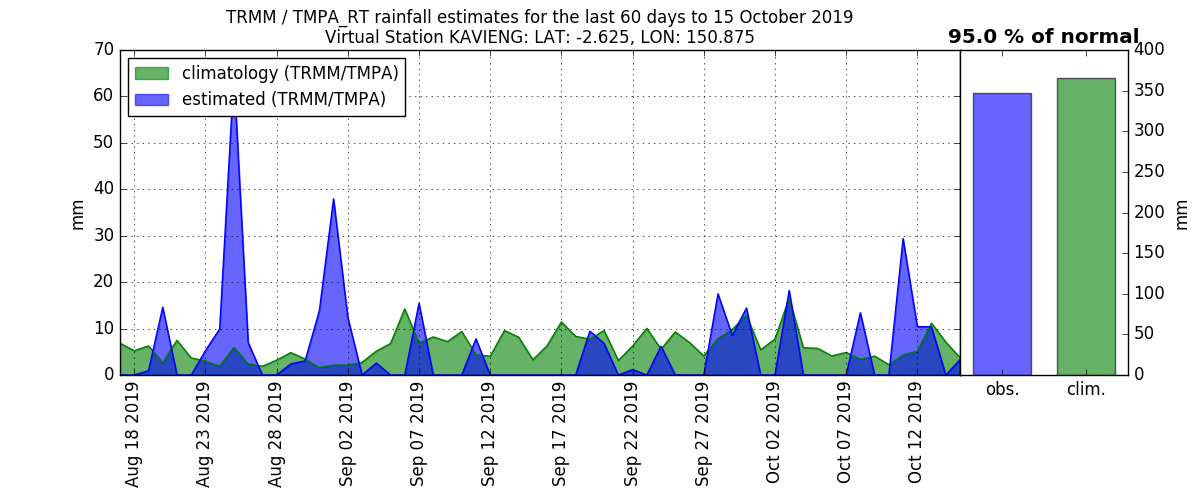 TRMM / TMPA_RT rainfall estimates for the last 60 days to 15 October 2019
Virtual Station KAVIENG: LAT: -2.625, LON: 150.875
95.0 % of normal
climatology (TRMM/TMPA)
estimated (TRMM/TMPA)
mm
70
60
50
40
30
20
10
0
Aug 18 2019
Aug 23 2019
Aug 28 2019
Sep 02 2019
Sep 07 2019
Sep 12 2019
Sep 17 2019
Sep 22 2019
Sep 27 2019
Oct 02 2019
Oct 07 2019
Oct 12 2019
obs.
clim.
400
350
300
250
200
150
100
50
0
mm